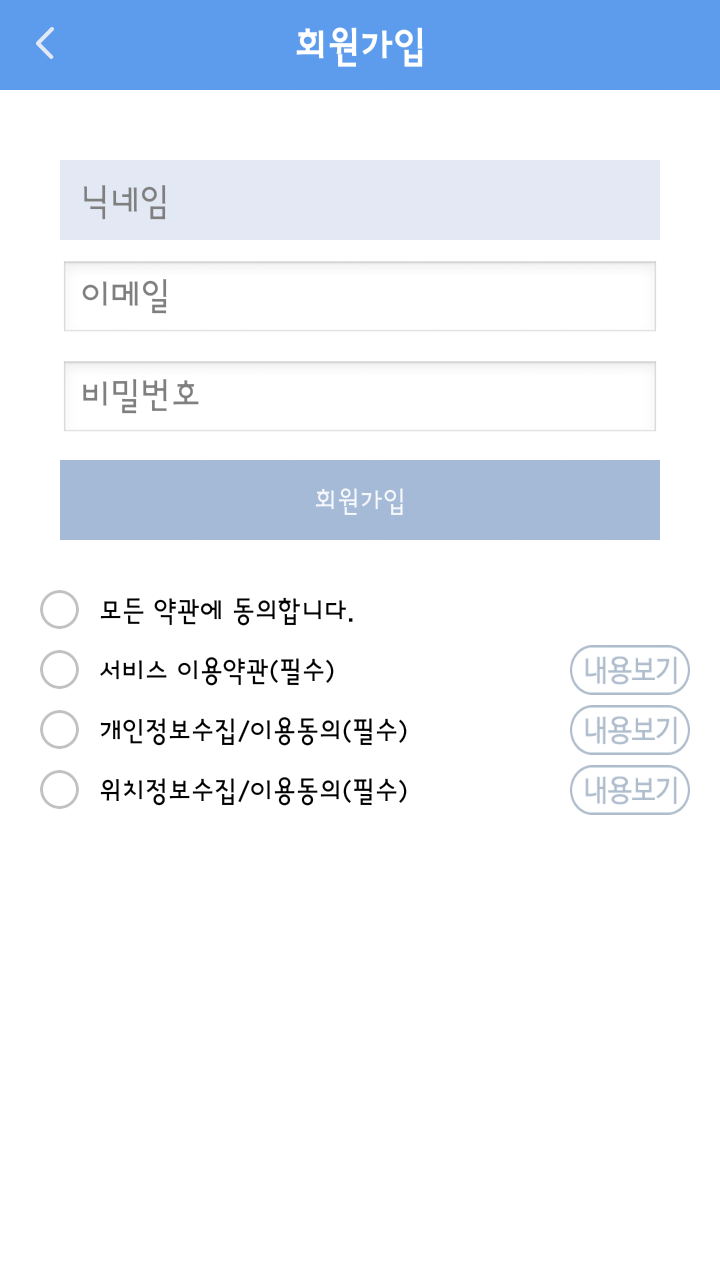 회원가입
닉네임
이메일
비밀번호
회원가입
모든 약관에 동의합니다.
서비스 이용약관(필수) 내용보기
개인정보수집/이용동의(필수) 내용보기
위치정보수집/이용동의(필수) 내용보기